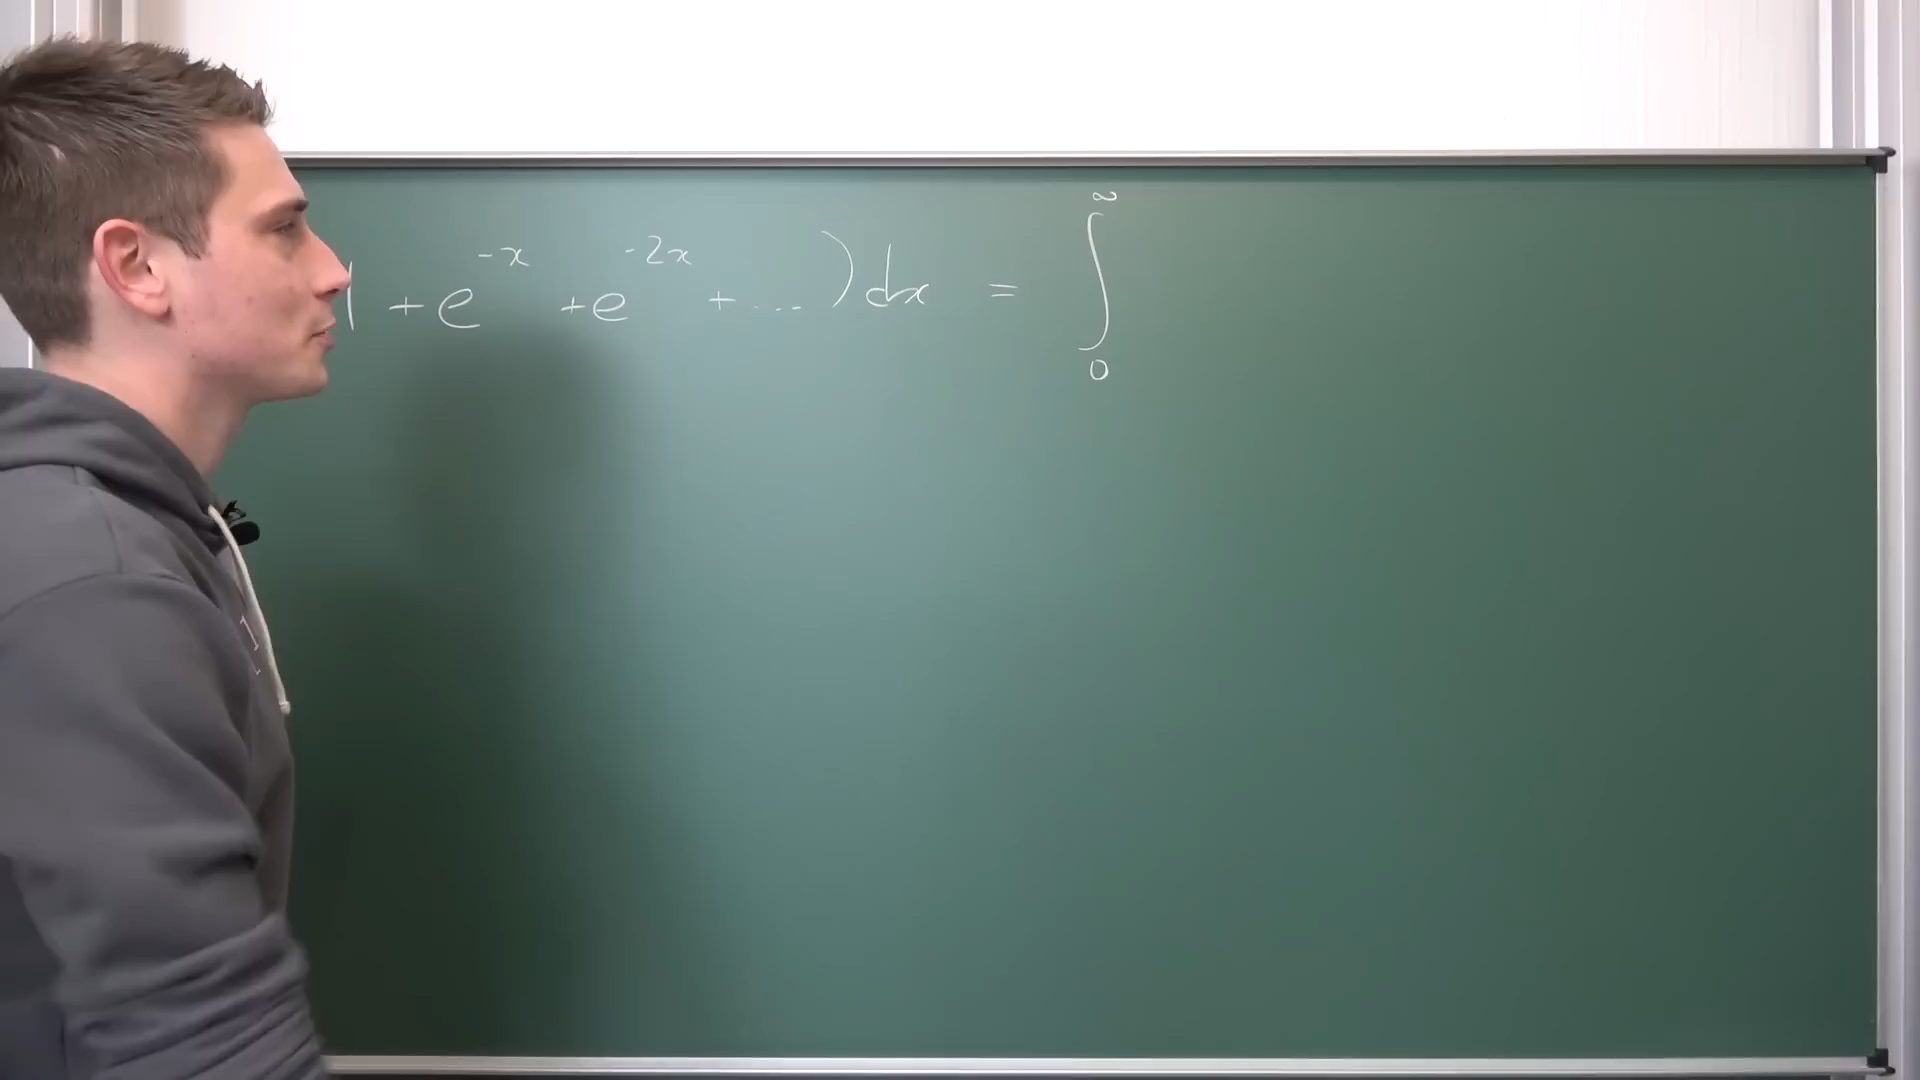 1 + e^{-x} + e^{-2x} + ... ) dx = ∫_0^∞